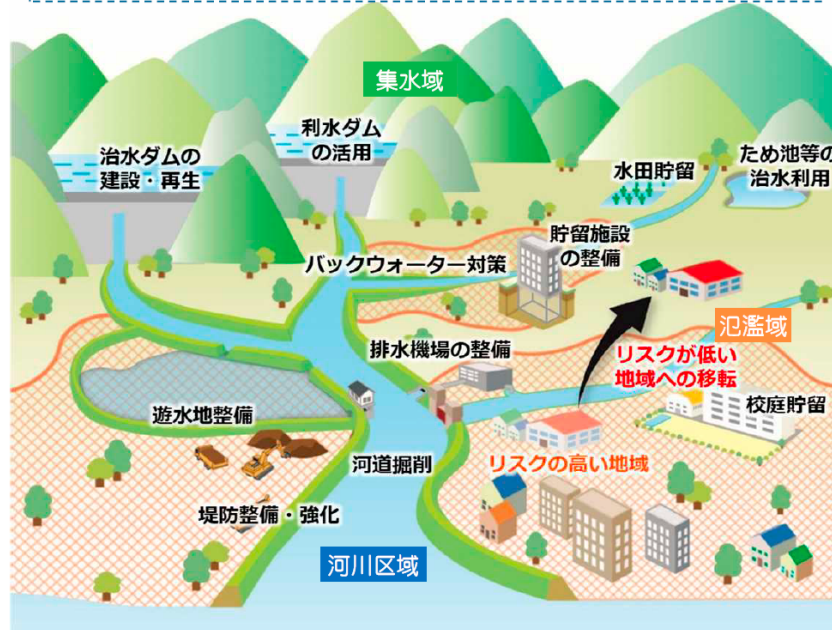 集水域
利水ダム
の活用
治水ダムの
建設・再生
水田貯留
ため池等の
治水利用
貯留施設
の整備
バックウォーター対策
氾濫域
排水機場の整備
リスクが低い
地域への移転
校庭貯留
遊水地整備
河道掘削
リスクの高い地域
堤防整備・強化
河川区域